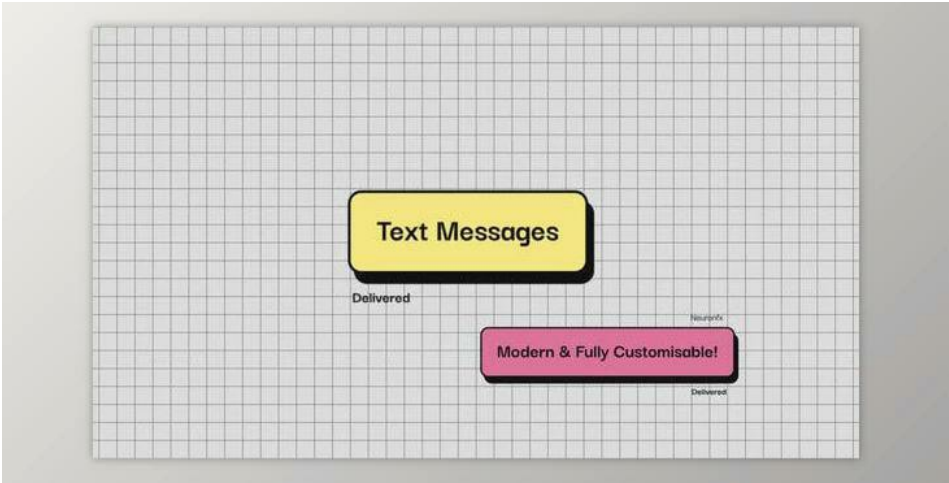 Text Messages
Delivered
Neuronfx
Modern & Fully Customisable!
Delivered